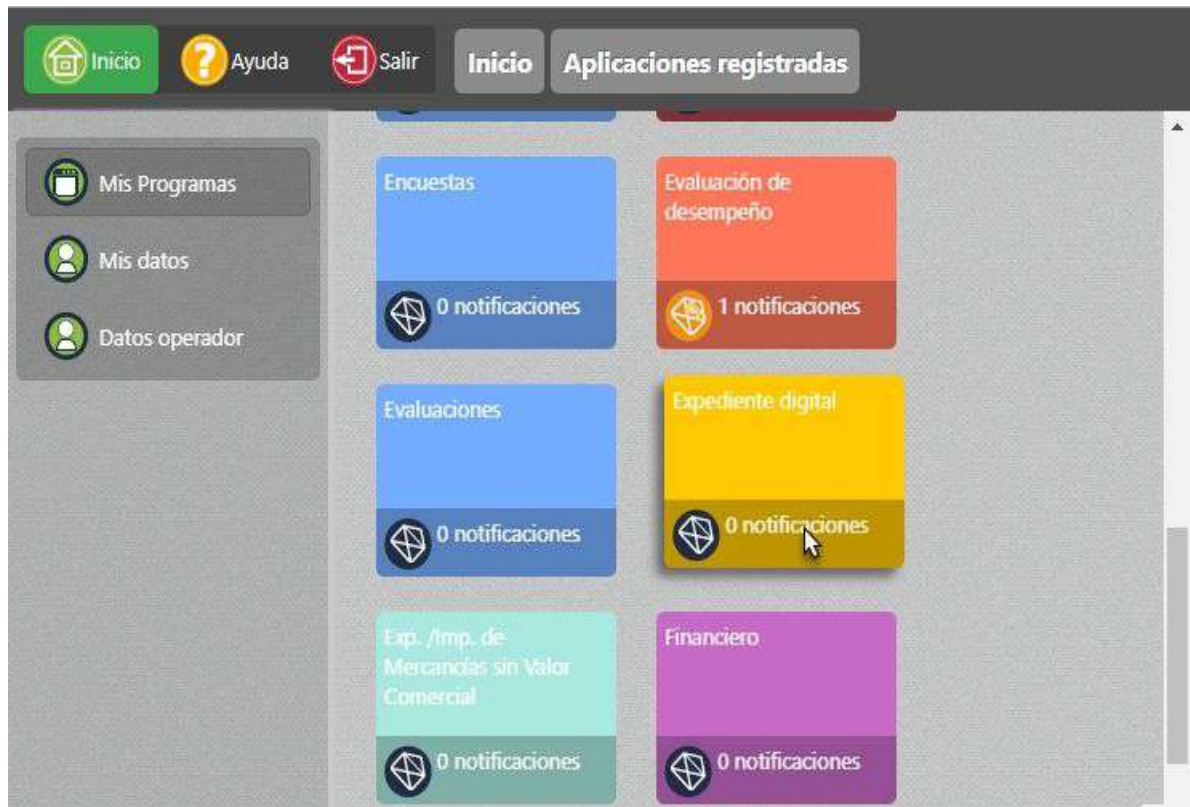 Inicio
Ayuda
Salir
Inicio
Aplicaciones registradas
Mis Programas
Mis datos
Datos operador
Encuestas
0 notificaciones
Evaluación de
desempeño
1 notificaciones
Evaluaciones
0 notificaciones
Expediente digital
0 notificaciones
Exp. /Imp. de
Mercancías sin Valor
Comercial
0 notificaciones
Financiero
0 notificaciones